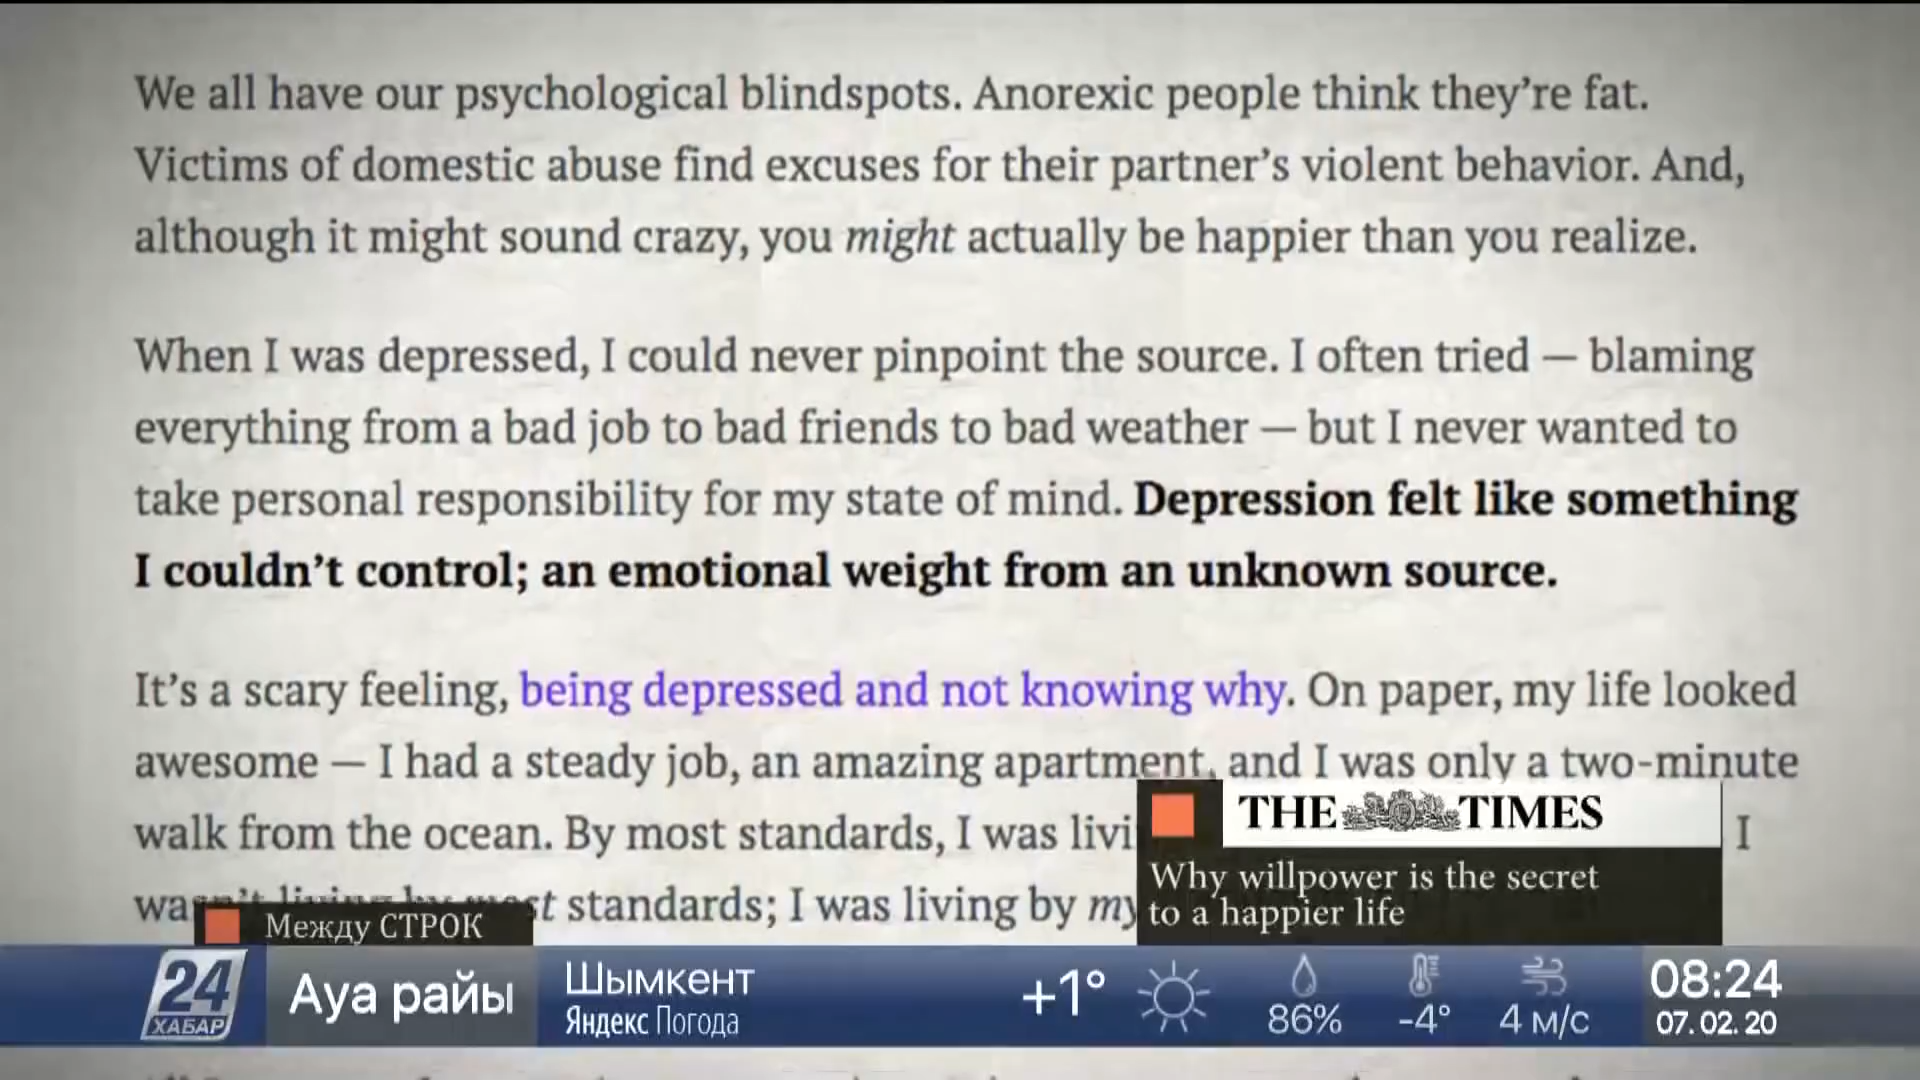 We all have our psychological blindspots. Anorexic people think they're fat.
Victims of domestic abuse find excuses for their partner's violent behavior. And,
although it might sound crazy, you might actually be happier than you realize.
When I was depressed, I could never pinpoint the source. I often tried — blaming
everything from a bad job to bad friends to bad weather — but I never wanted to
take personal responsibility for my state of mind. Depression felt like something
I couldn't control; an emotional weight from an unknown source.
It's a scary feeling, being depressed and not knowing why. On paper, my life looked
awesome — I had a steady job, an amazing apartment, and I was only a two-minute
walk from the ocean. By most standards, I was I
standards; I was living by my
THE TIMES
Why willpower is the secret
to a happier life
Между СТРОК
24 ХАБАР
Ауа райы
Шымкент
Яндекс Погода
+1°
86%
-4°
4 м/с
08:24
07. 02. 20